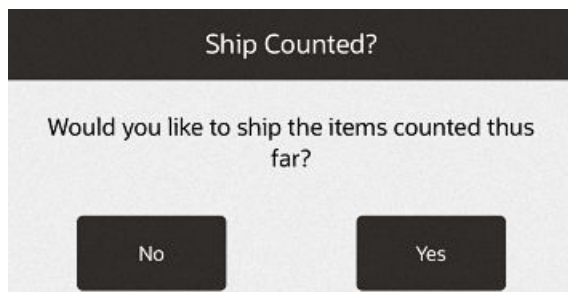 Ship Counted?
Would you like to ship the items counted thus
far?
No
Yes